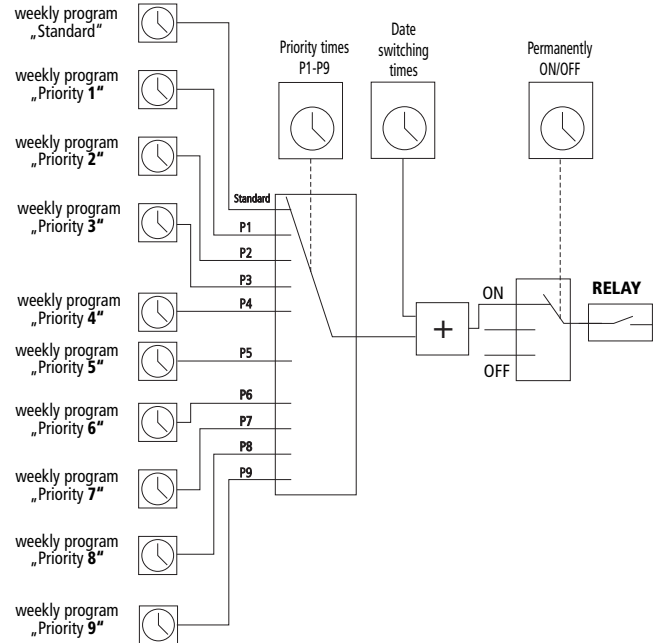 weekly program
„Standard“
weekly program
„Priority 1“
weekly program
„Priority 2“
weekly program
„Priority 3“
weekly program
„Priority 4“
weekly program
„Priority 5“
weekly program
„Priority 6“
weekly program
„Priority 7“
weekly program
„Priority 8“
weekly program
„Priority 9“
Priority times
P1-P9
Date
switching
times
Permanently
ON/OFF
Standard
P1
P2
P3
P4
P5
P6
P7
P8
P9
+
ON
OFF
RELAY